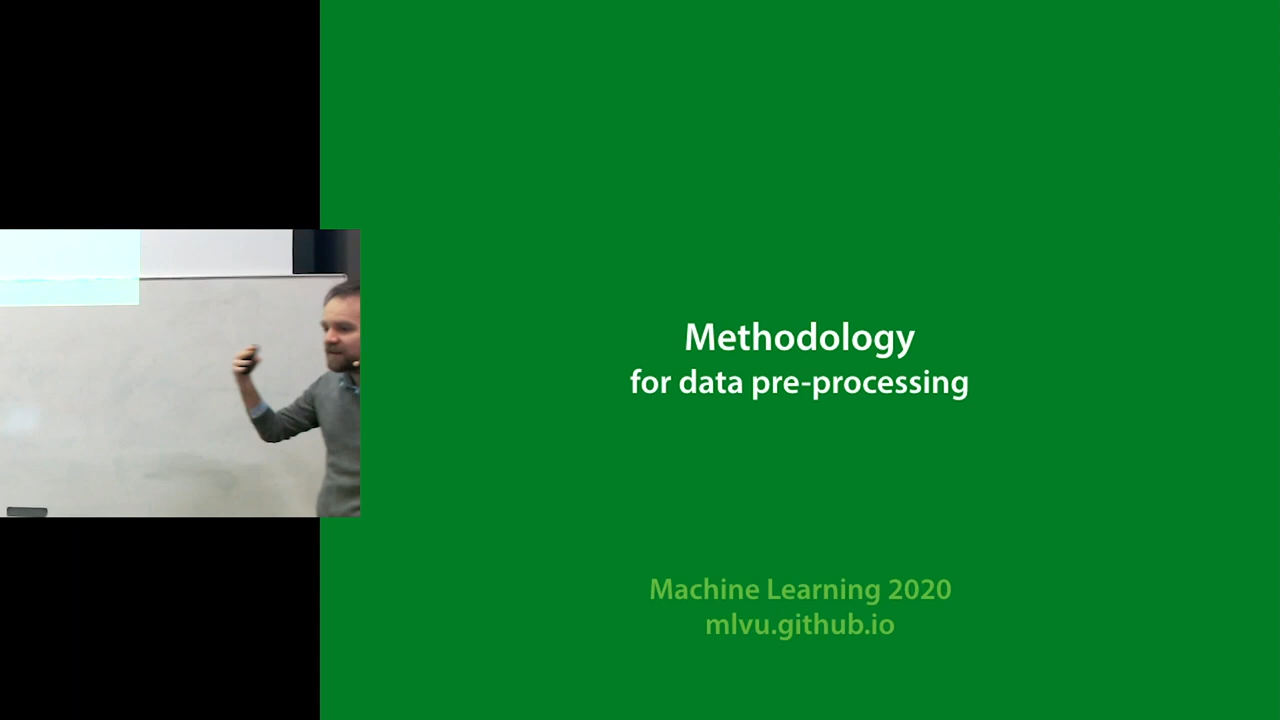 Methodology
for data pre-processing
Machine Learning 2020
mlvu.github.io